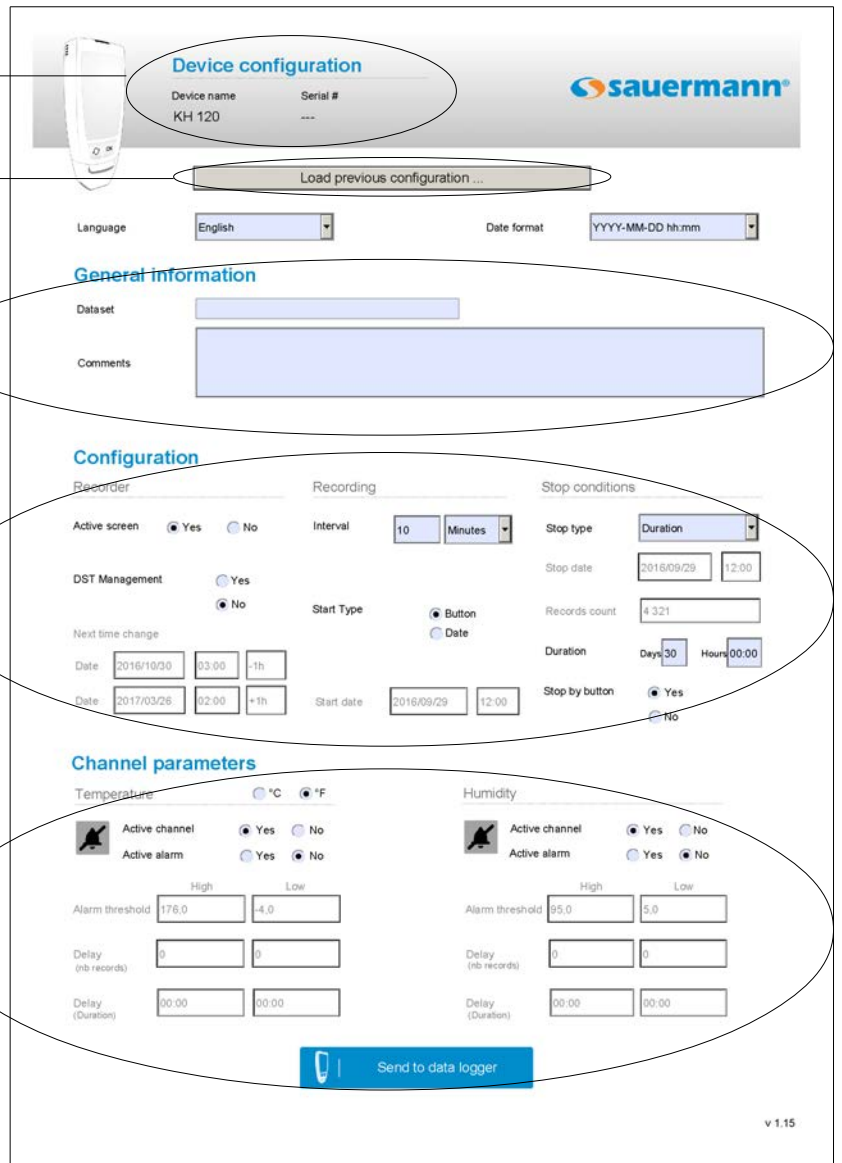 Device configuration
sauermann®
Device name Serial #
KH 120 ---
OK
Load previous configuration ...
Language English Date format YYYY-MM-DD hh:mm
General information
Dataset
Comments
Configuration
Recorder Recording Stop conditions
Active screen Yes No Interval 10 Minutes Stop type Duration
Stop date 2016/09/29 12:00
DST Management Yes
No Start Type Button Records count 4 321
Date
Next time change
Duration Days 30 Hours 00:00
Date 2016/10/30 03:00 -1h
Date 2017/03/26 02:00 +1h Start date 2016/09/29 12:00 Stop by button Yes
No
Channel parameters
Temperature °C °F Humidity
Active channel Yes No Active channel Yes No
Active alarm Yes No Active alarm Yes No
High Low High Low
Alarm threshold 176,0 -4,0 Alarm threshold 95,0 5,0
Delay 0 0 Delay 0 0
(nb records) (nb records)
Delay 00:00 00:00 Delay 00:00 00:00
(Duration) (Duration)
Send to data logger
v 1.15